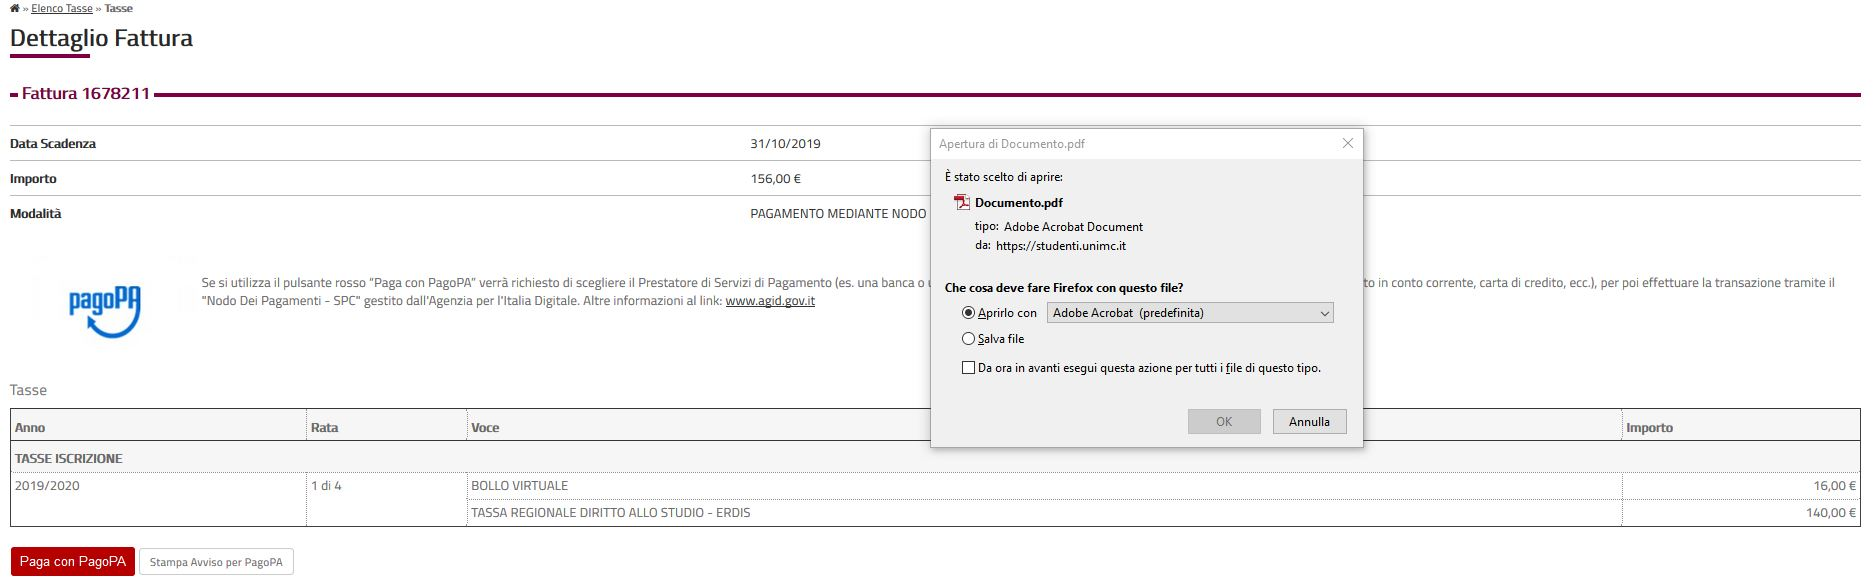 » Elenco Tasse » Tasse
Dettaglio Fattura
Fattura 1678211
Data Scadenza 31/10/2019
Importo 156,00 €
Modalità PAGAMENTO MEDIANTE NODO
pagoPA
Se si utilizza il pulsante rosso "Paga con PagoPA" verrà richiesto di scegliere il Prestatore di Servizi di Pagamento (es. una banca o u to in conto corrente, carta di credito, ecc.), per poi effettuare la transazione tramite il
"Nodo Dei Pagamenti - SPC" gestito dall'Agenzia per l'Italia Digitale. Altre informazioni al link: www.agid.gov.it
Apertura di Documento.pdf
È stato scelto di aprire:
Documento.pdf
tipo: Adobe Acrobat Document
da: https://studenti.unimc.it
Che cosa deve fare Firefox con questo file?
Aprirlo con Adobe Acrobat (predefinita)
Salva file
Da ora in avanti esegui questa azione per tutti i file di questo tipo.
OK Annulla
Tasse
Anno Rata Voce Importo
TASSE ISCRIZIONE
2019/2020 1 di 4 BOLLO VIRTUALE 16,00 €
TASSA REGIONALE DIRITTO ALLO STUDIO - ERDIS 140,00 €
Paga con PagoPA Stampa Avviso per PagoPA